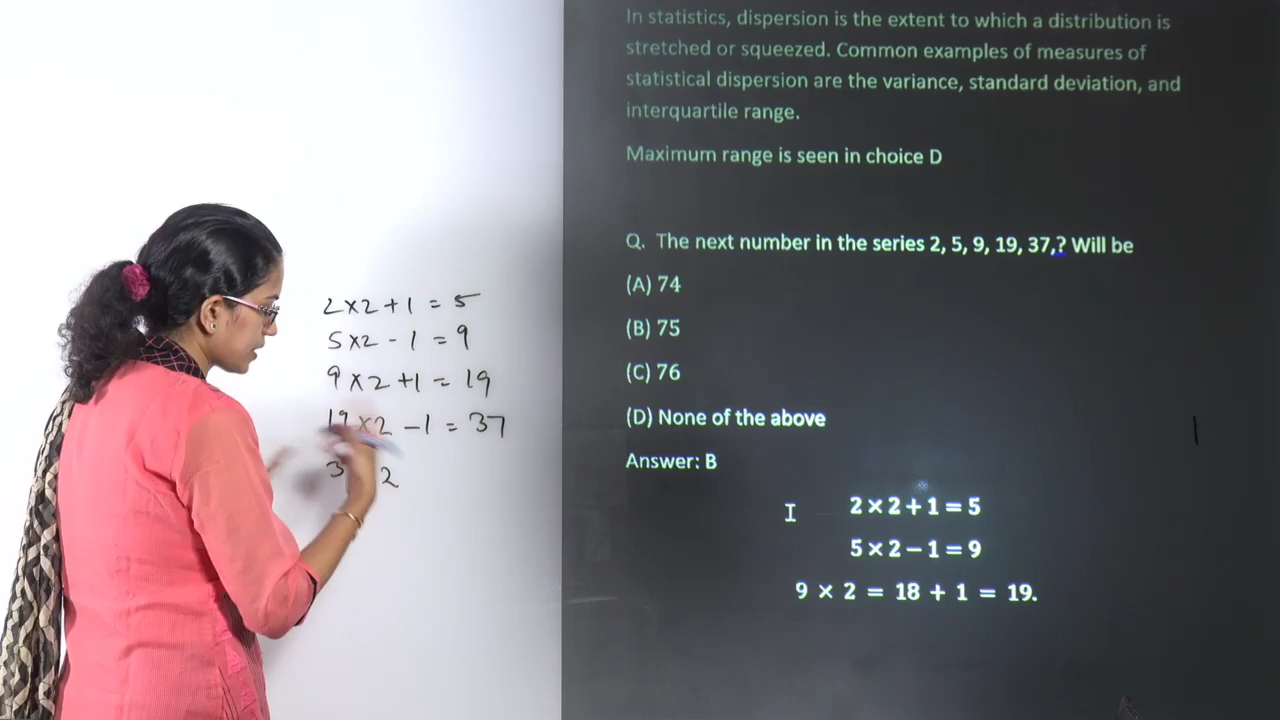 2×2+1 = 5
5×2 - 1 = 9
9×2+1 = 19
19×2 -1 = 37
3 2
In statistics, dispersion is the extent to which a distribution is
stretched or squeezed. Common examples of measures of
statistical dispersion are the variance, standard deviation, and
interquartile range.
Maximum range is seen in choice D
Q. The next number in the series 2, 5, 9, 19, 37,? Will be
(A) 74
(B) 75
(C) 76
(D) None of the above
Answer: B
2 × 2 + 1 = 5
5 × 2 − 1 = 9
9 × 2 = 18 + 1 = 19.